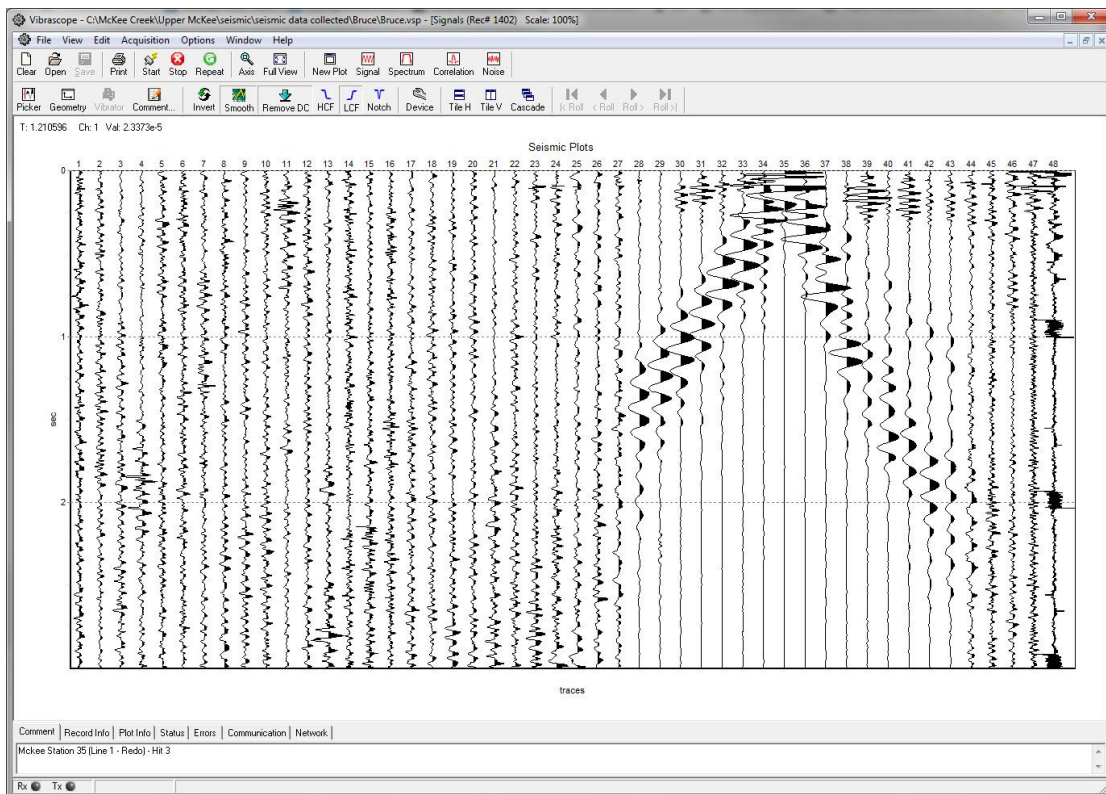 Vibrascope - C:\McKee Creek\Upper McKee\seismic\seismic data collected\Bruce\Bruce.vsp - [Signals (Rec# 1402) Scale: 100%]
File View Edit Acquisition Options Window Help
Clear Open Save Print Start Stop Repeat Axis Full View New Plot Signal Spectrum Correlation Noise
Picker Geometry Vibrator Comment... Invert Smooth Remove DC HCF LCF Notch Device Tile H Tile V Cascade |< Roll < Roll Roll > Roll >|
T: 1.210596 Ch: 1 Val: 2.3373e-5
Seismic Plots
1 2 3 4 5 6 7 8 9 10 11 12 13 14 15 16 17 18 19 20 21 22 23 24 25 26 27 28 29 30 31 32 33 34 35 36 37 38 39 40 41 42 43 44 45 46 47 48
0
1
sec
2
traces
Comment Record Info Plot Info Status Errors Communication Network
Mckee Station 35 (Line 1 - Redo) - Hit 3
Rx Tx